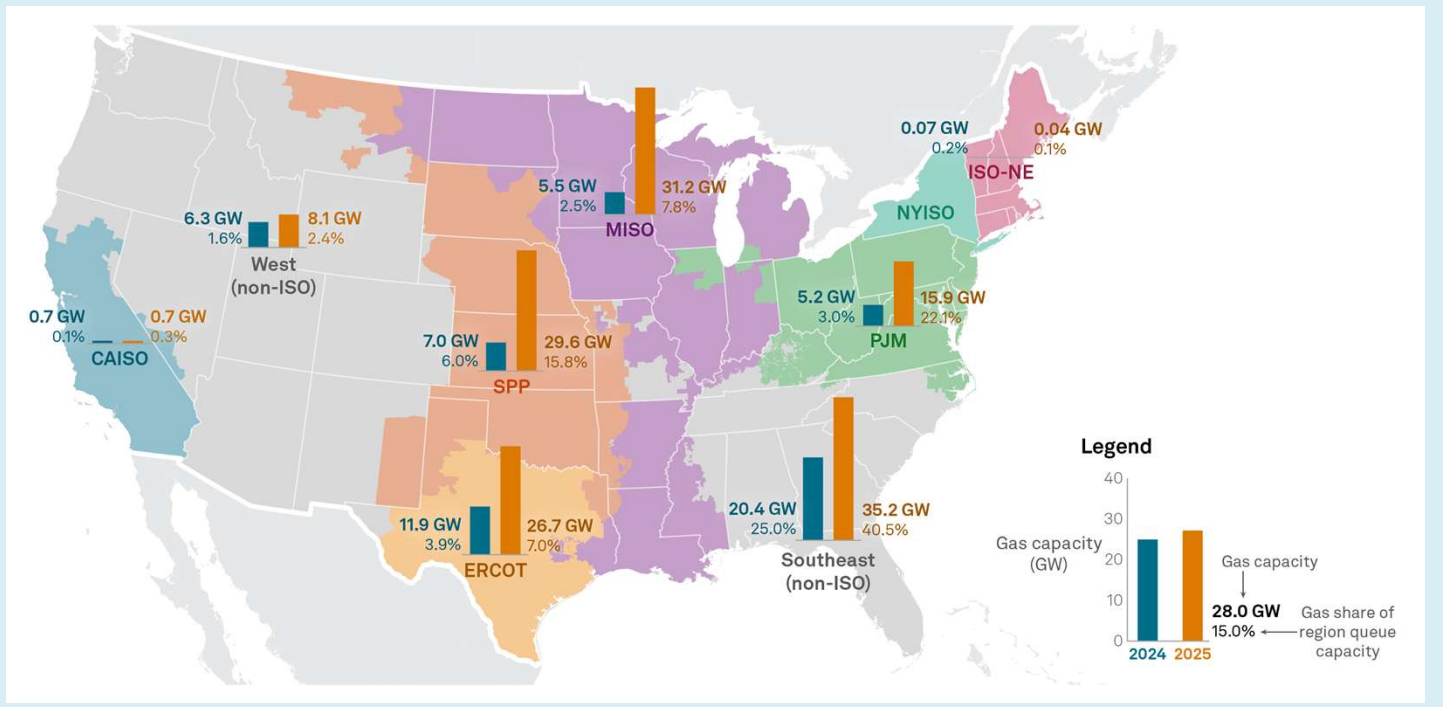 0.07 GW
0.2%
0.04 GW
0.1%
ISO-NE
NYISO
5.5 GW
2.5%
31.2 GW
7.8%
MISO
6.3 GW
1.6%
8.1 GW
2.4%
West
(non-ISO)
0.7 GW
0.1%
0.7 GW
0.3%
CAISO
7.0 GW
6.0%
29.6 GW
15.8%
SPP
5.2 GW
3.0%
15.9 GW
22.1%
PJM
11.9 GW
3.9%
26.7 GW
7.0%
ERCOT
20.4 GW
25.0%
35.2 GW
40.5%
Southeast
(non-ISO)
Legend
40
30
20
10
0
Gas capacity
(GW)
2024 2025
Gas capacity
28.0 GW
15.0%
Gas share of
region queue
capacity